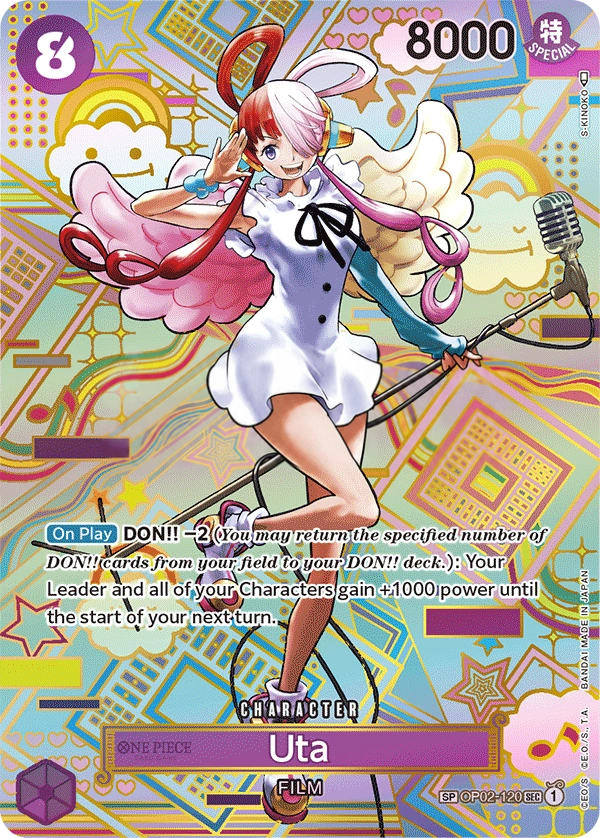 8
8000
特
SPECIAL
S-KINOKO
On Play DON!! −2 (You may return the specified number of
DON!! cards from your field to your DON!! deck.): Your
Leader and all of your Characters gain +1000 power until
the start of your next turn.
©E.O./S ©E.O./S., T.A. BANDAI MADE IN JAPAN
CHARACTER
ONE PIECE
CARD GAME
Uta
FILM
SP OP02-120 SEC 1